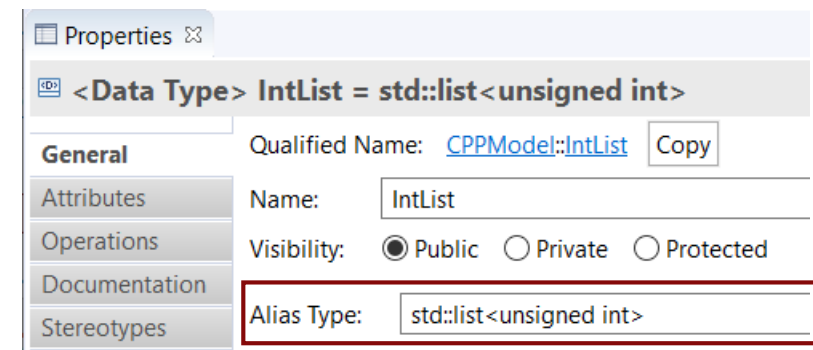 Properties
<D> <Data Type> IntList = std::list<unsigned int>
General
Attributes
Operations
Documentation
Stereotypes
Qualified Name: CPPModel::IntList Copy
Name: IntList
Visibility: Public Private Protected
Alias Type: std::list<unsigned int>